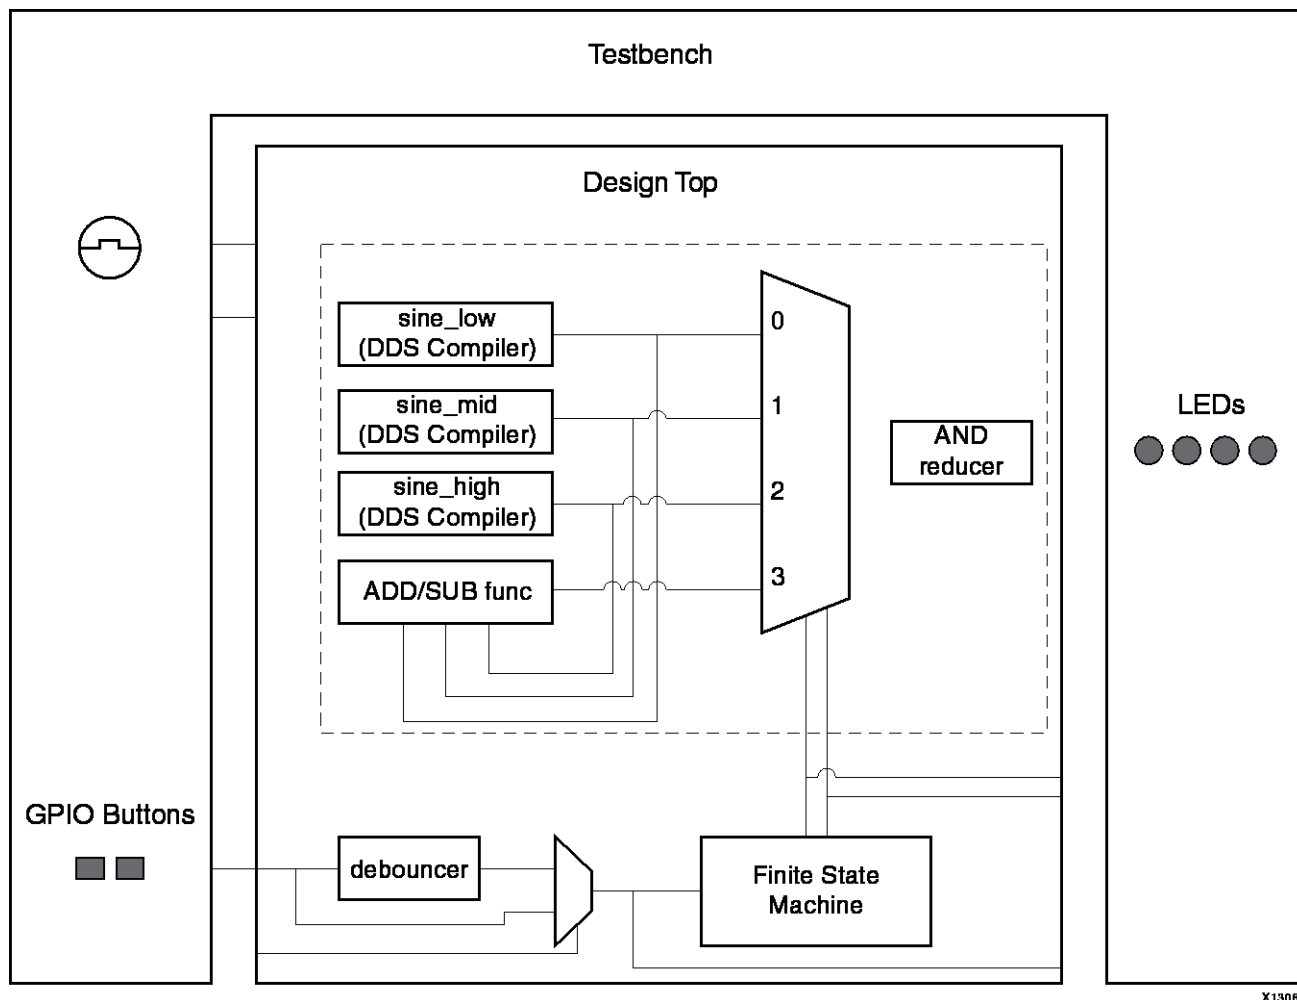 Testbench
Design Top
sine_low
(DDS Compiler)
0
sine_mid
(DDS Compiler)
1
sine_high
(DDS Compiler)
2
ADD/SUB func
3
AND
reducer
LEDs
GPIO Buttons
debouncer
Finite State
Machine